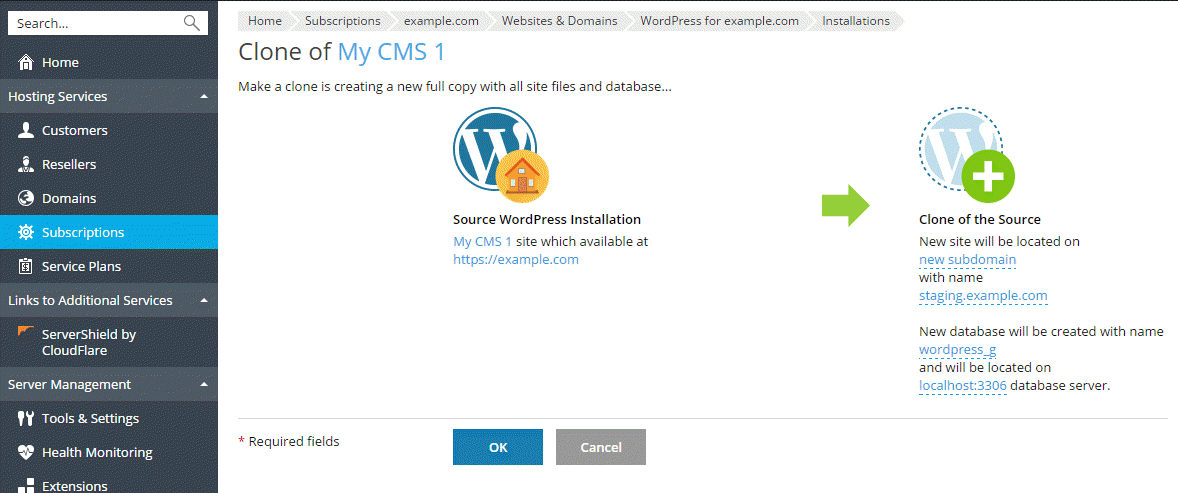 Search...
Home
Hosting Services
Customers
Resellers
Domains
Subscriptions
Service Plans
Links to Additional Services
ServerShield by
CloudFlare
Server Management
Tools & Settings
Health Monitoring
Extensions
Home Subscriptions example.com Websites & Domains WordPress for example.com Installations
Clone of My CMS 1
Make a clone is creating a new full copy with all site files and database...
Source WordPress Installation
My CMS 1 site which available at
https://example.com
Clone of the Source
New site will be located on
new subdomain
with name
staging.example.com
New database will be created with name
wordpress_g
and will be located on
localhost:3306 database server.
* Required fields
OK
Cancel